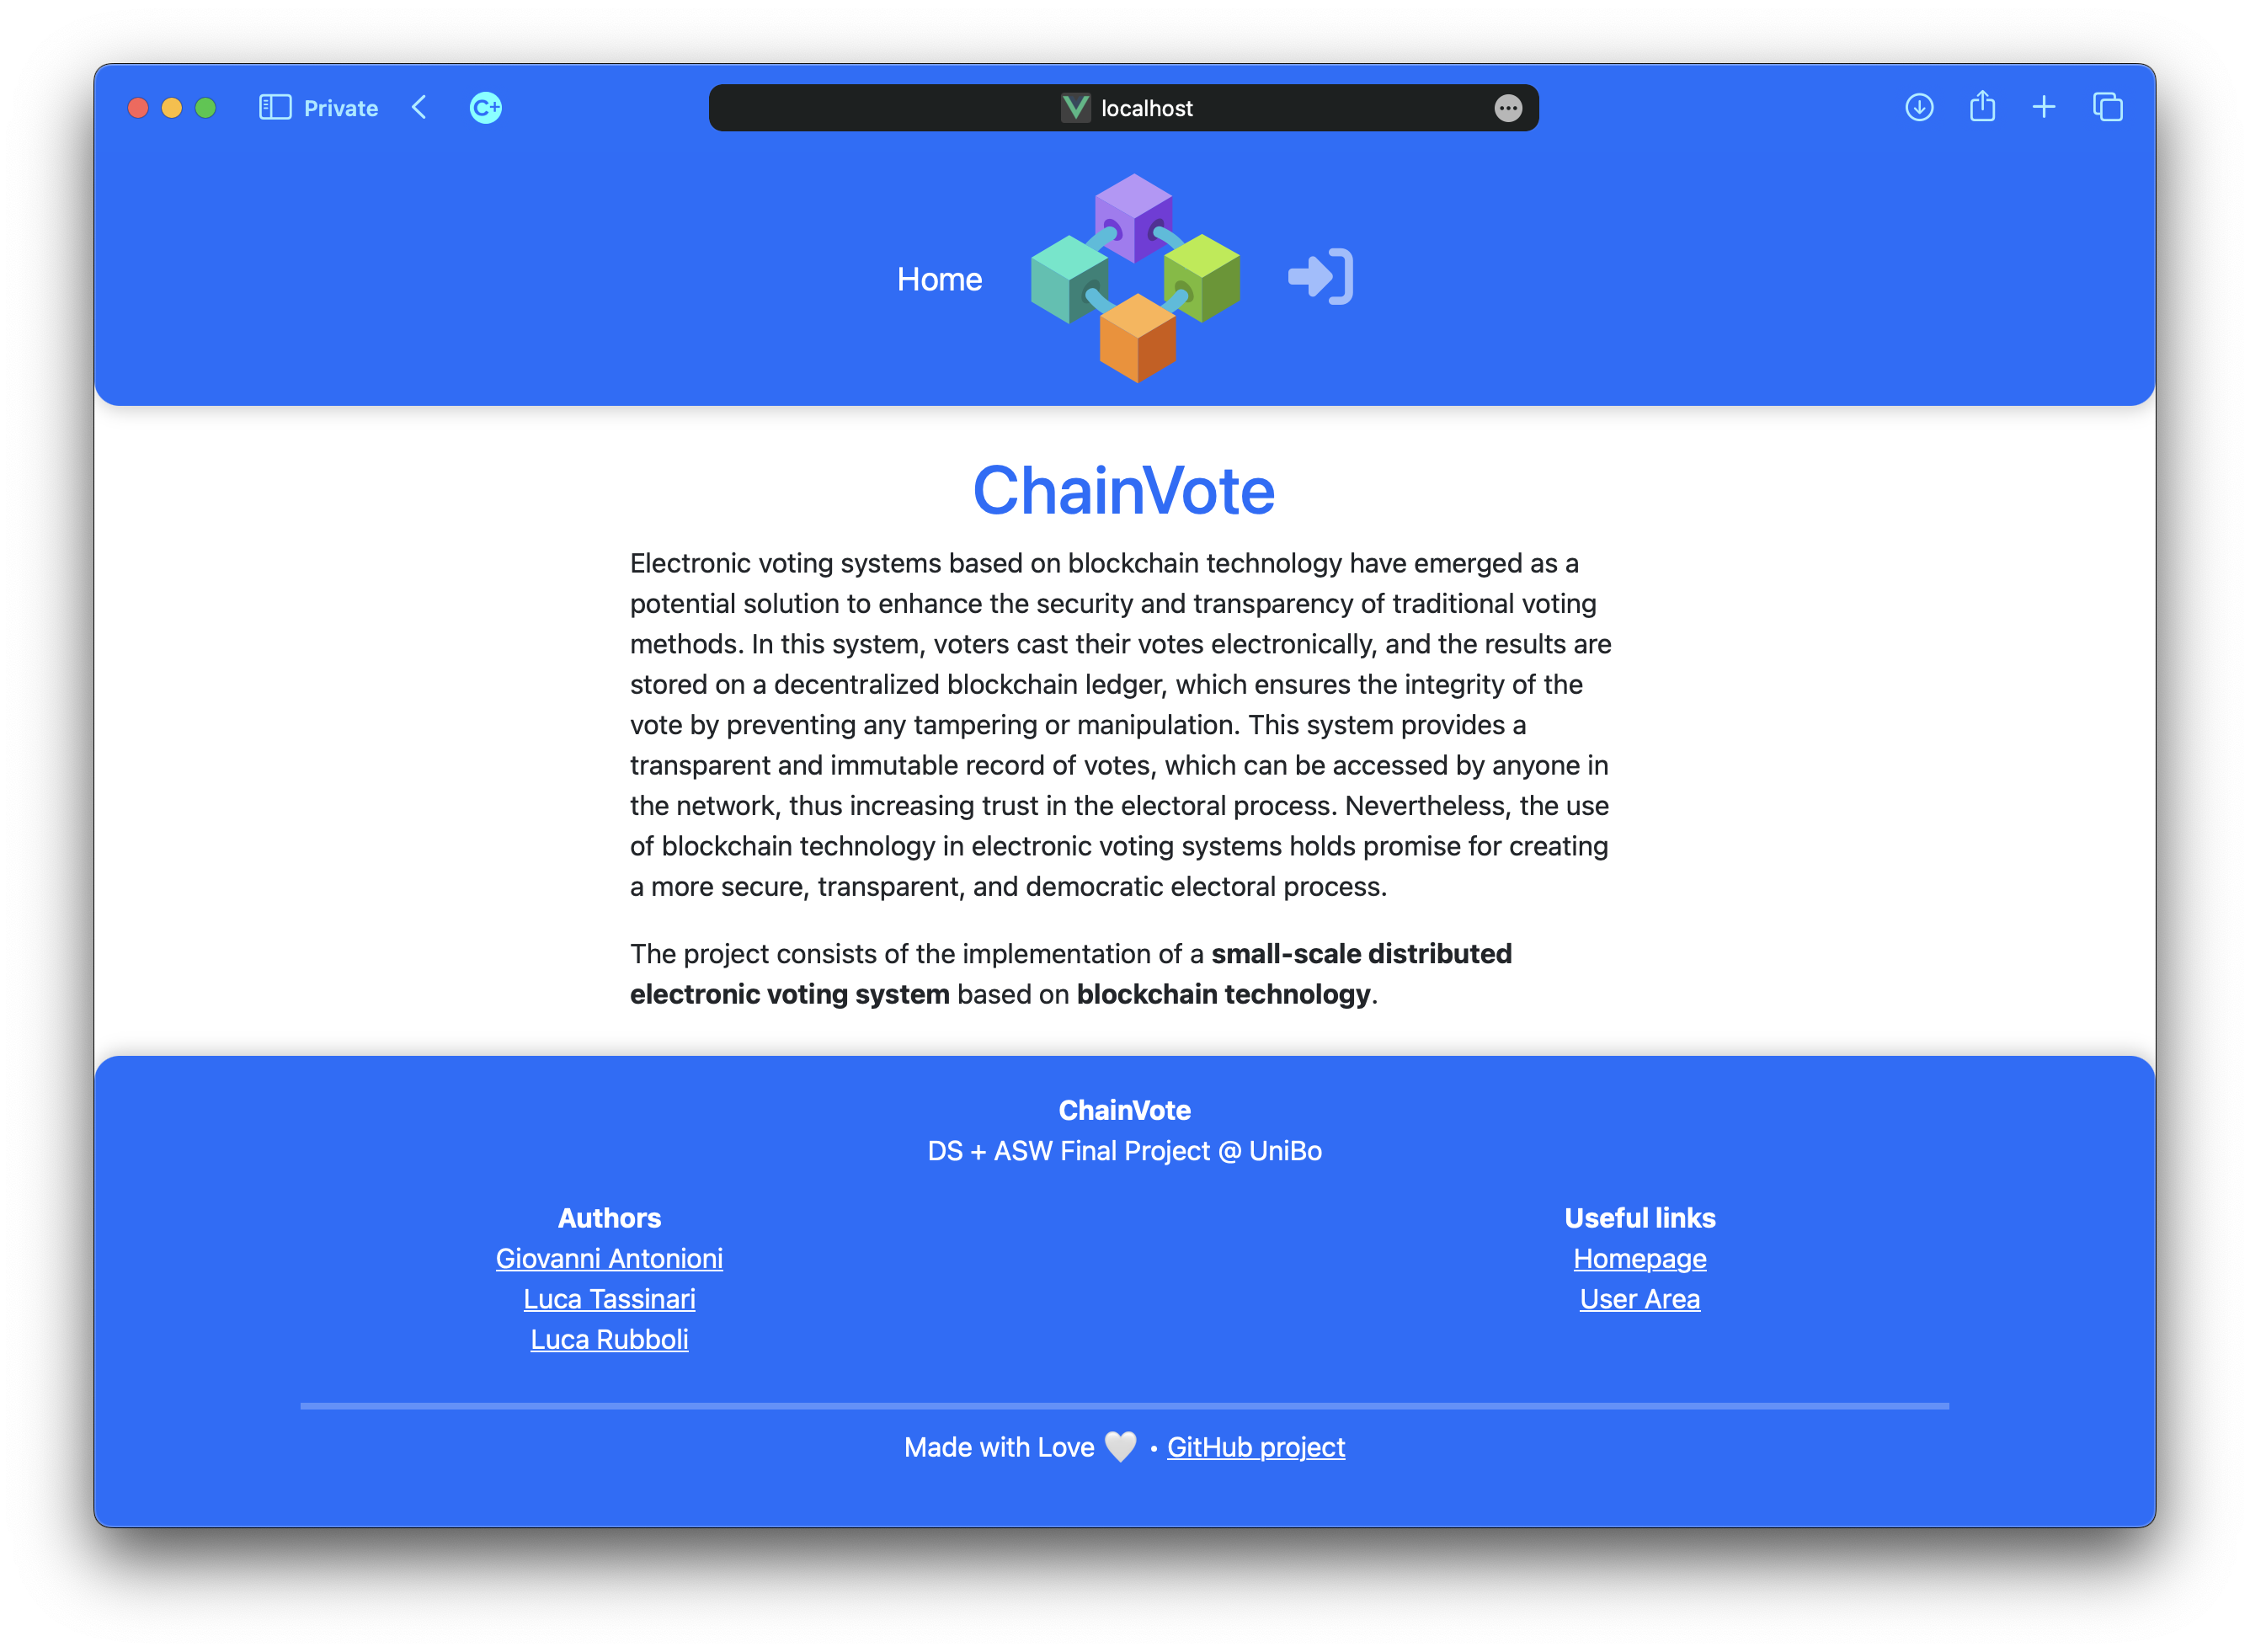 Private
C+
localhost
Home
ChainVote
Electronic voting systems based on blockchain technology have emerged as a
potential solution to enhance the security and transparency of traditional voting
methods. In this system, voters cast their votes electronically, and the results are
stored on a decentralized blockchain ledger, which ensures the integrity of the
vote by preventing any tampering or manipulation. This system provides a
transparent and immutable record of votes, which can be accessed by anyone in
the network, thus increasing trust in the electoral process. Nevertheless, the use
of blockchain technology in electronic voting systems holds promise for creating
a more secure, transparent, and democratic electoral process.
The project consists of the implementation of a small-scale distributed
electronic voting system based on blockchain technology.
ChainVote
DS + ASW Final Project @ UniBo
Authors
Giovanni Antonioni
Luca Tassinari
Luca Rubboli
Useful links
Homepage
User Area
Made with Love 🤍 • GitHub project